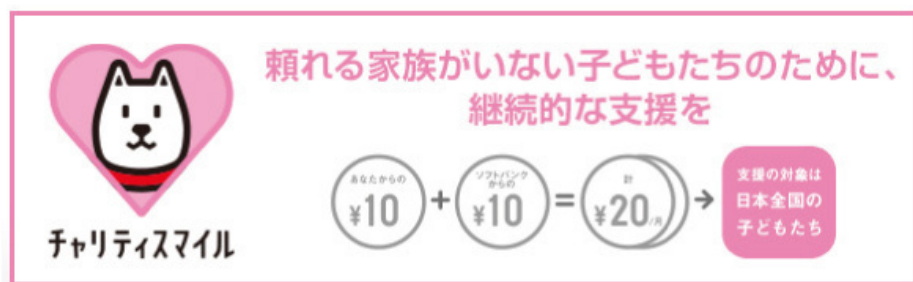 頼れる家族がいない子どもたちのために、
継続的な支援を
チャリティスマイル
あなたからの
¥10
+
ソフトバンク
からの
¥10
=
計
¥20/月
→
支援の対象は
日本全国の
子どもたち